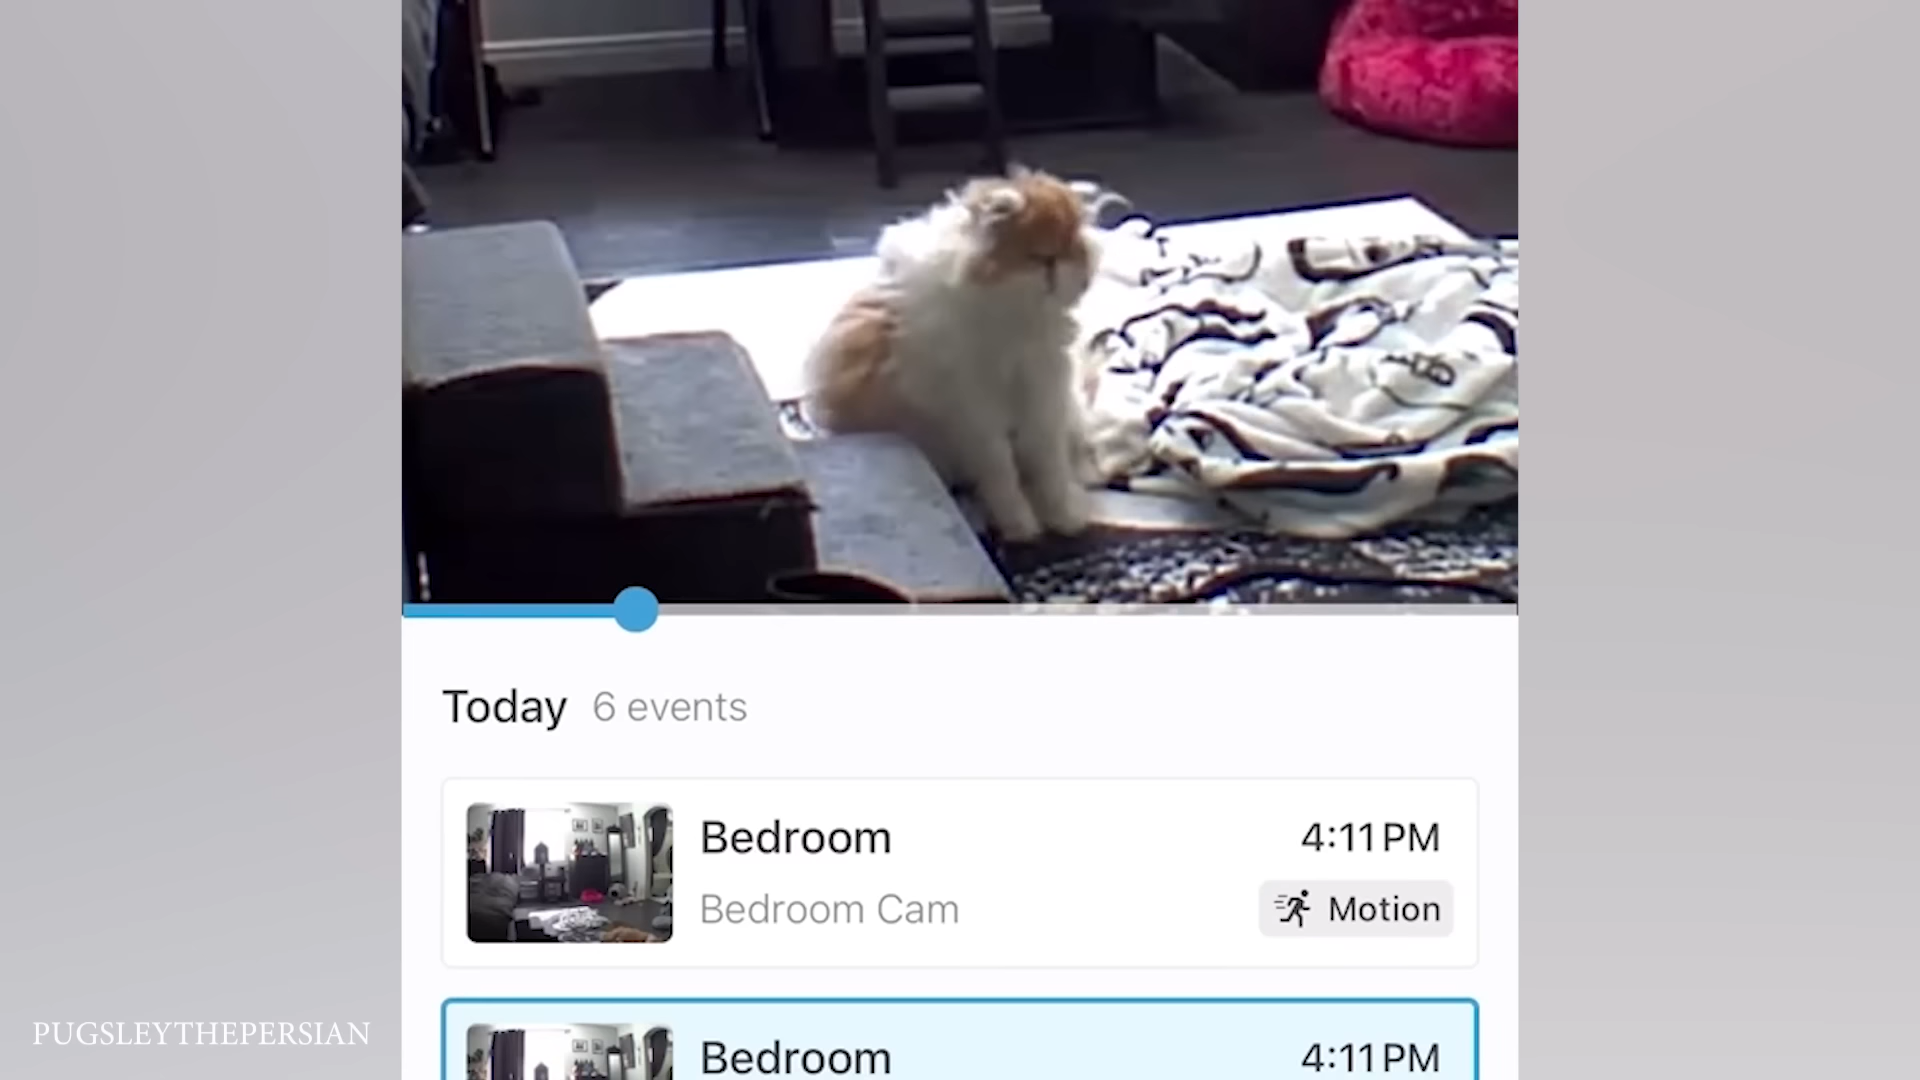 Today 6 events
Bedroom 4:11 PM
Bedroom Cam Motion
Bedroom 4:11 PM
PUGSLEYTHEPERSIAN